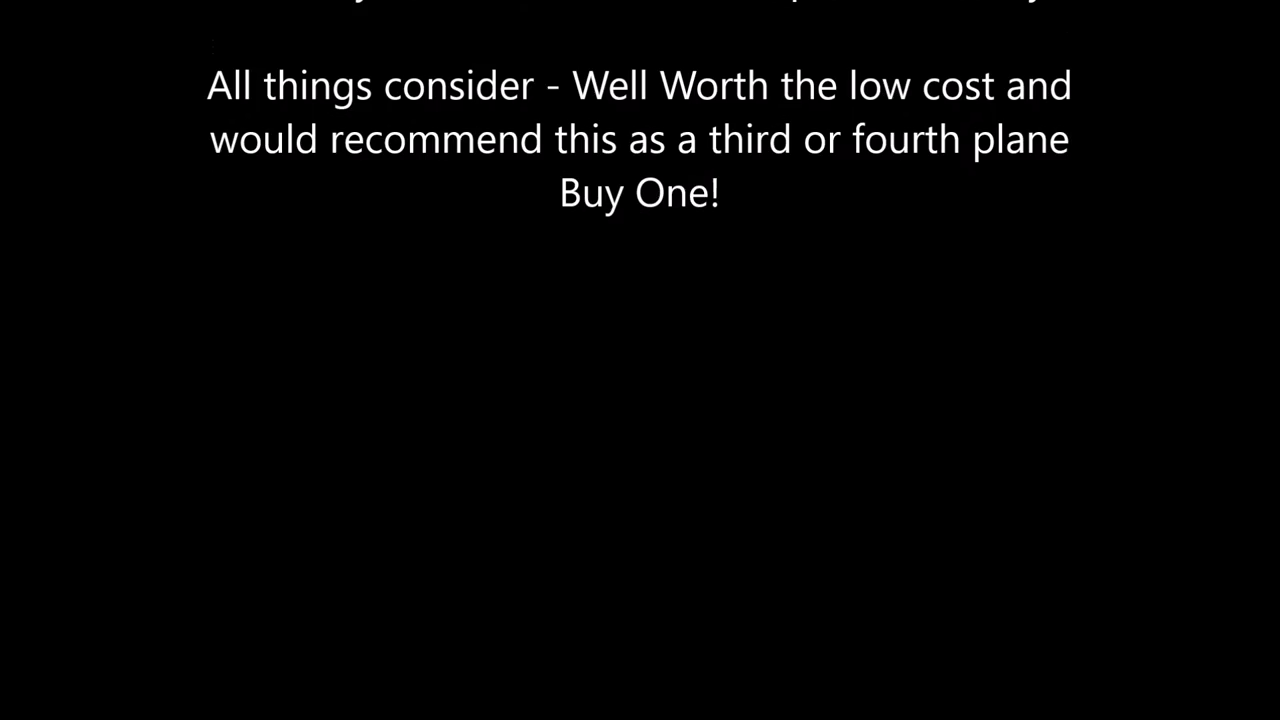 All things consider - Well Worth the low cost and
would recommend this as a third or fourth plane
Buy One!